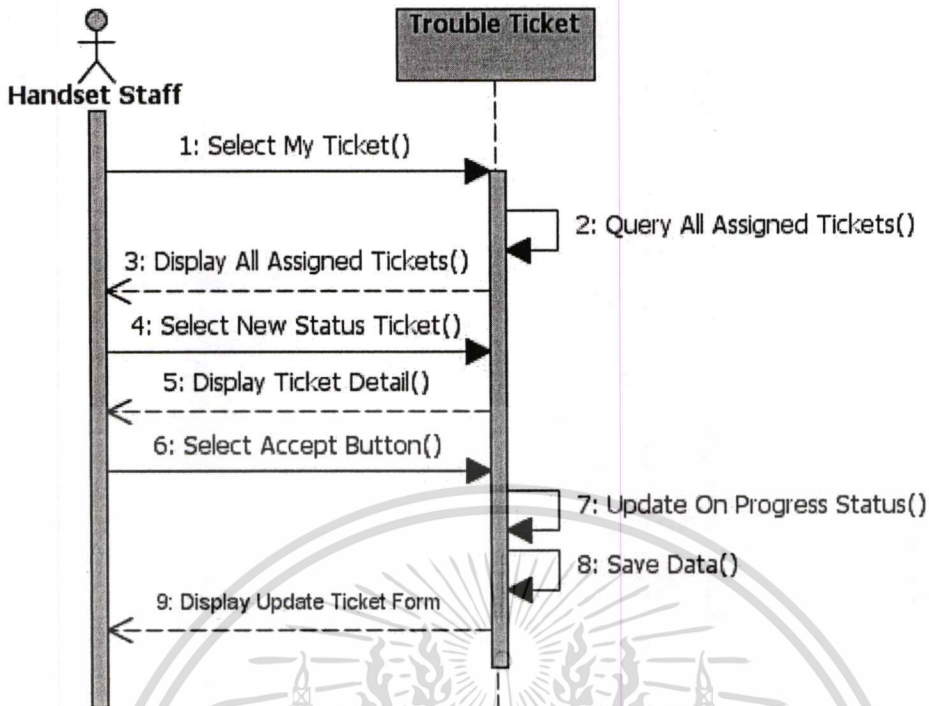 Trouble Ticket
Handset Staff
1: Select My Ticket()
2: Query All Assigned Tickets()
3: Display All Assigned Tickets()
4: Select New Status Ticket()
5: Display Ticket Detail()
6: Select Accept Button()
7: Update On Progress Status()
8: Save Data()
9: Display Update Ticket Form